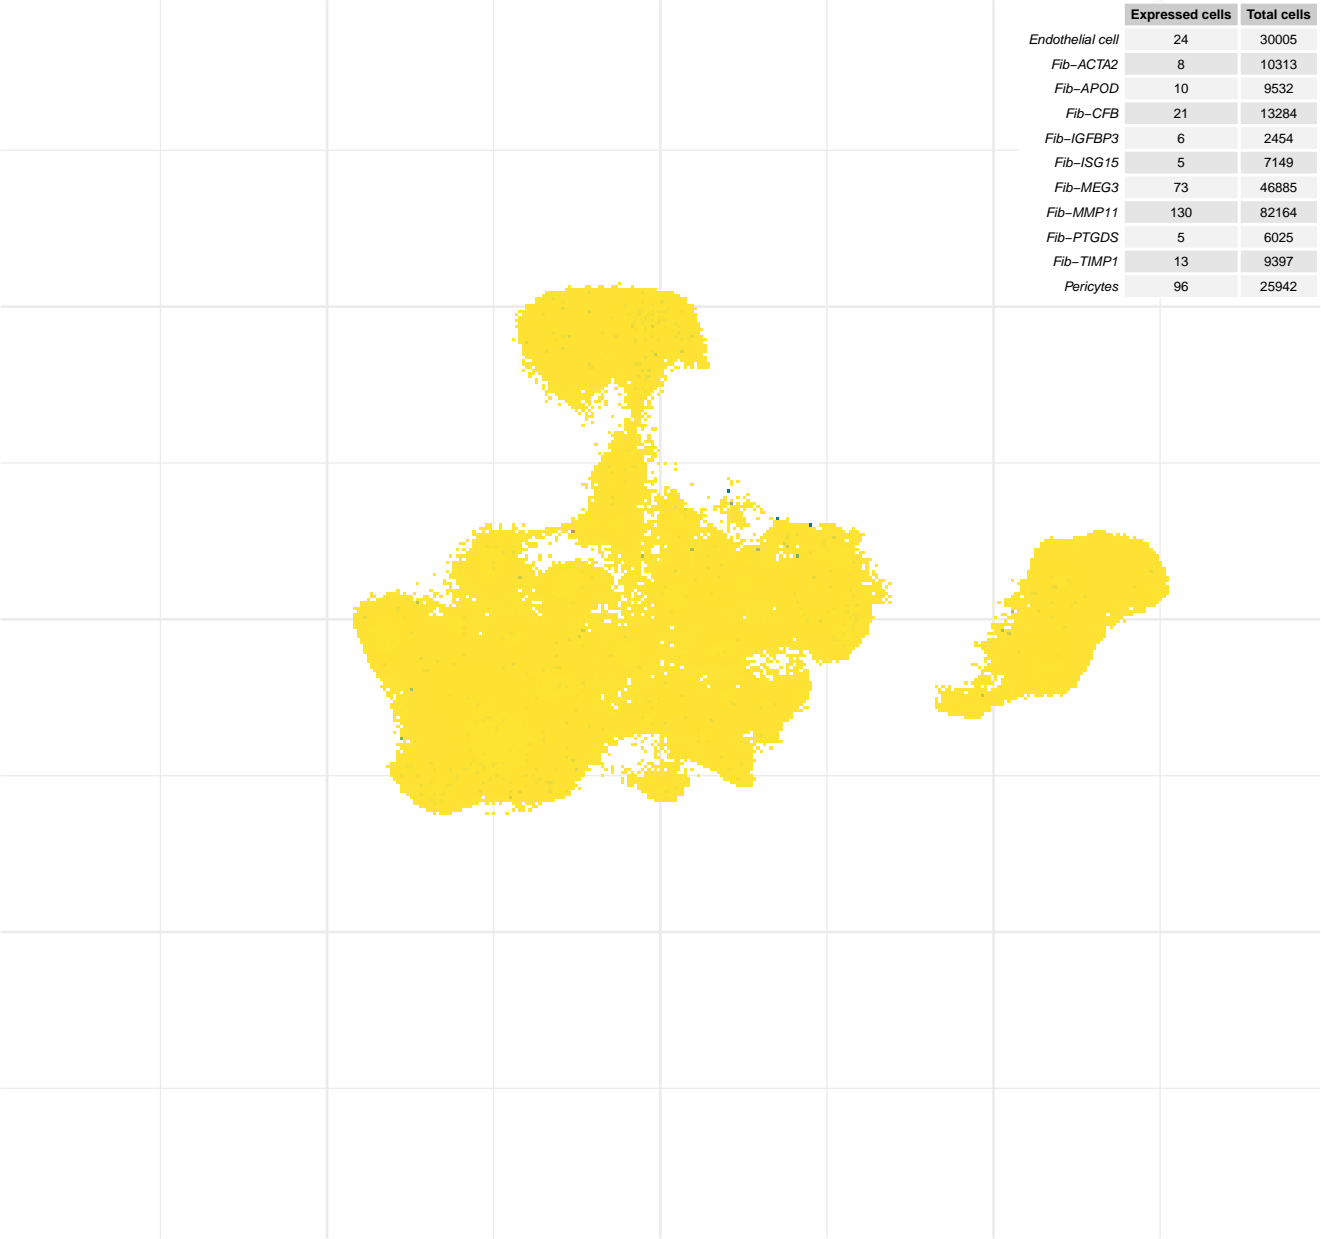 Expressed cells Total cells
Endothelial cell 24 30005
Fib−ACTA2 8 10313
Fib−APOD 10 9532
Fib−CFB 21 13284
Fib−IGFBP3 6 2454
Fib−ISG15 5 7149
Fib−MEG3 73 46885
Fib−MMP11 130 82164
Fib−PTGDS 5 6025
Fib−TIMP1 13 9397
Pericytes 96 25942